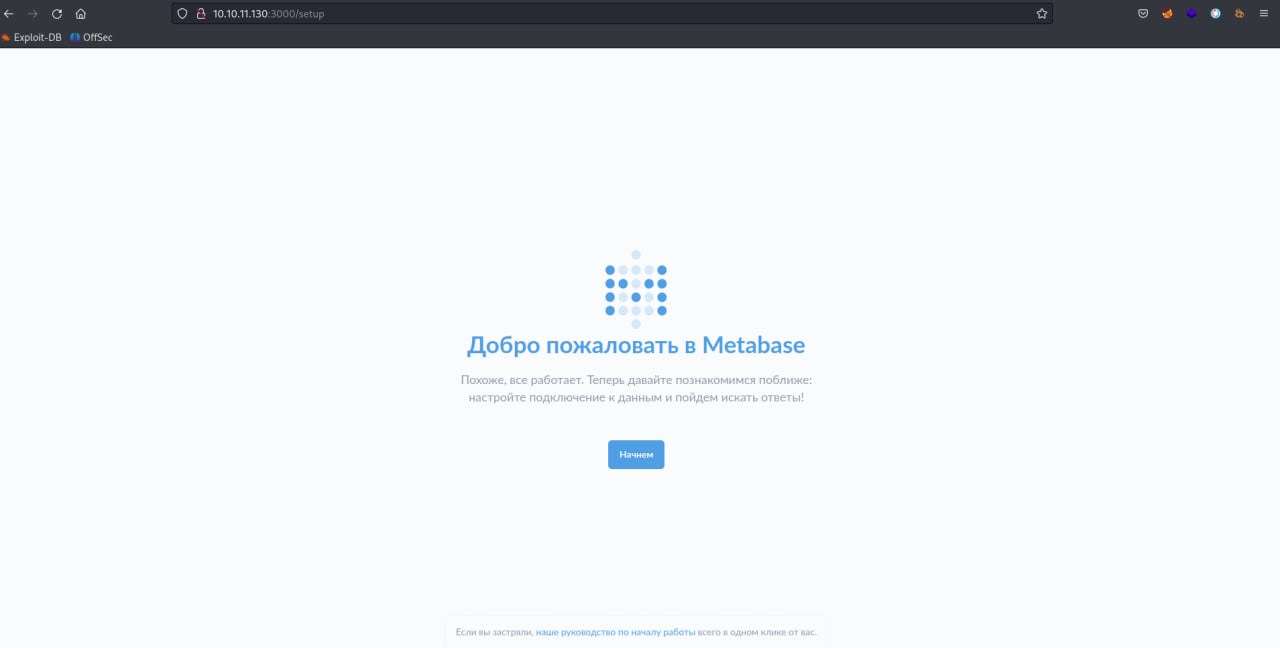 10.10.11.130:3000/setup
Exploit-DB OffSec
Добро пожаловать в Metabase
Похоже, все работает. Теперь давайте познакомимся поближе:
настройте подключение к данным и пойдем искать ответы!
Начнем
Если вы застряли, наше руководство по началу работы всего в одном клике от вас.